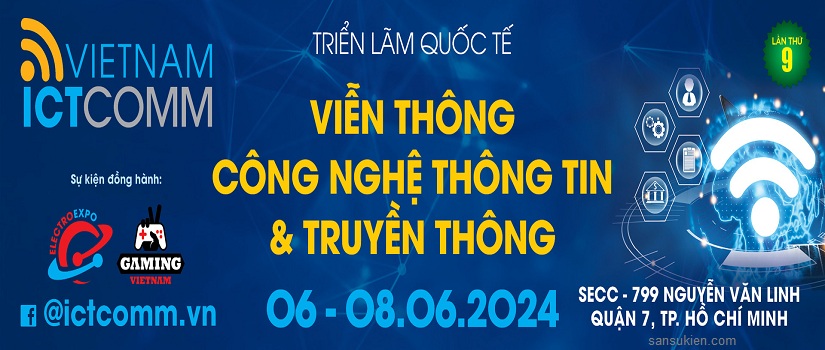 VIETNAM
ICTCOMM
Sự kiện đồng hành:
ELECTROEXPO
GAMING
VIETNAM
@ictcomm.vn
TRIỂN LÃM QUỐC TẾ
VIỄN THÔNG
CÔNG NGHỆ THÔNG TIN
& TRUYỀN THÔNG
06 - 08.06.2024
LẦN THỨ
9
SECC - 799 NGUYỄN VĂN LINH
QUẬN 7, TP. HỒ CHÍ MINH
sansukien.com